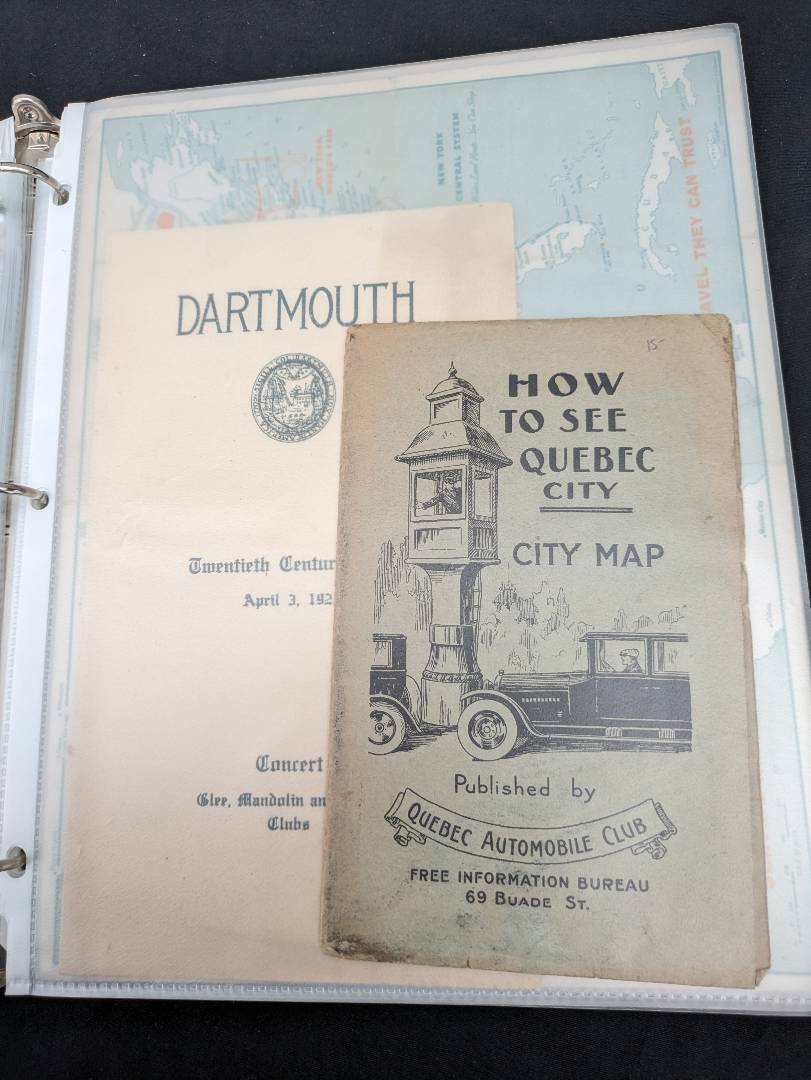 NEW YORK
CENTRAL SYSTEM
CUBA
AVEL THEY CAN TRUST
DARTMOUTH
Twentieth Centur
April 3, 192
Concert
Glee, Mandolin an
Clubs
15-
HOW
TO SEE
QUEBEC
CITY
CITY MAP
Published by
QUEBEC AUTOMOBILE CLUB
FREE INFORMATION BUREAU
69 BUADE ST.